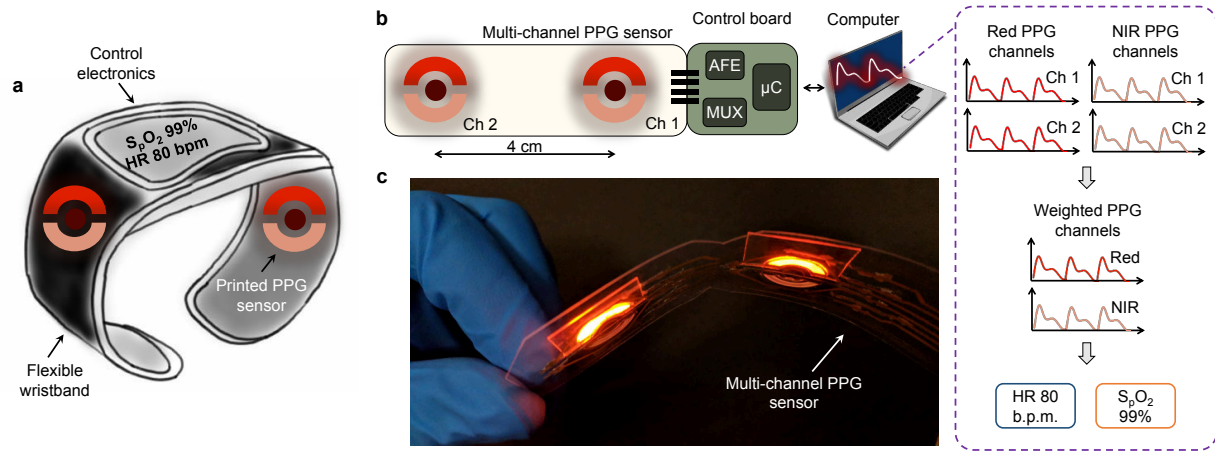 a
Control
electronics
SpO2 99%
HR 80 bpm
Printed PPG
sensor
Flexible
wristband
b
Multi-channel PPG sensor
Control board
Computer
AFE
MUX
µC
Ch 2
Ch 1
4 cm
c
Multi-channel PPG
sensor
Red PPG
channels
NIR PPG
channels
Ch 1
Ch 1
Ch 2
Ch 2
Weighted PPG
channels
Red
NIR
HR 80
b.p.m.
SpO2
99%